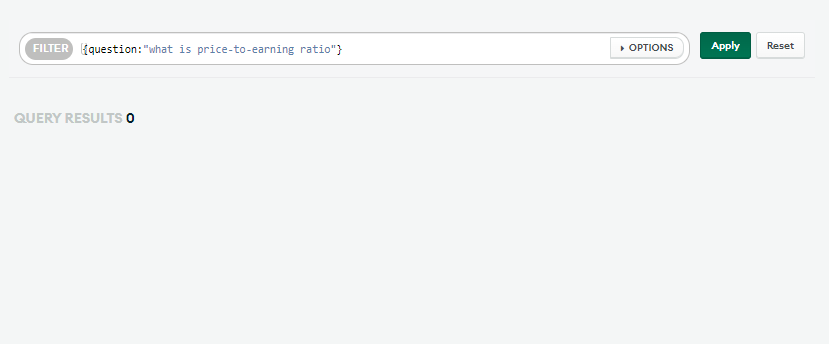 FILTER {question:"what is price-to-earning ratio"} OPTIONS Apply Reset
QUERY RESULTS 0